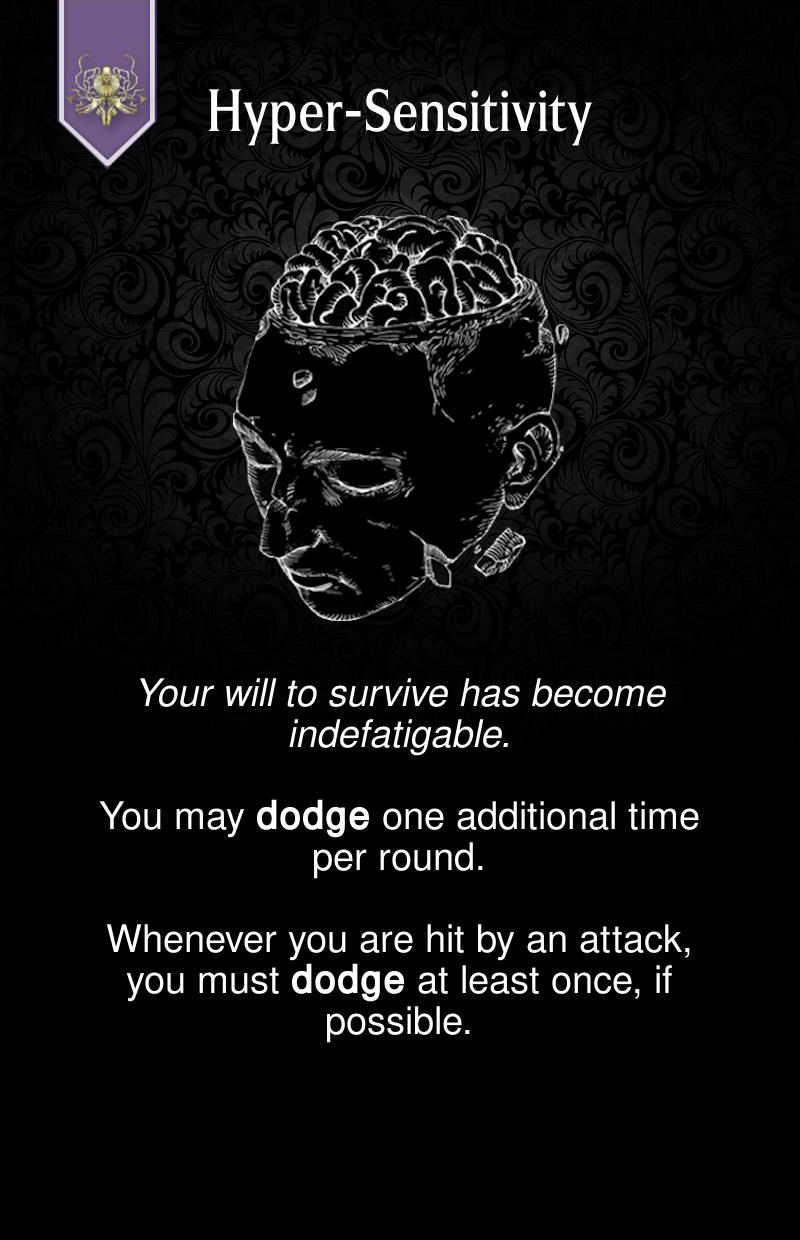 Hyper-Sensitivity
Your will to survive has become
indefatigable.
You may dodge one additional time
per round.
Whenever you are hit by an attack,
you must dodge at least once, if
possible.